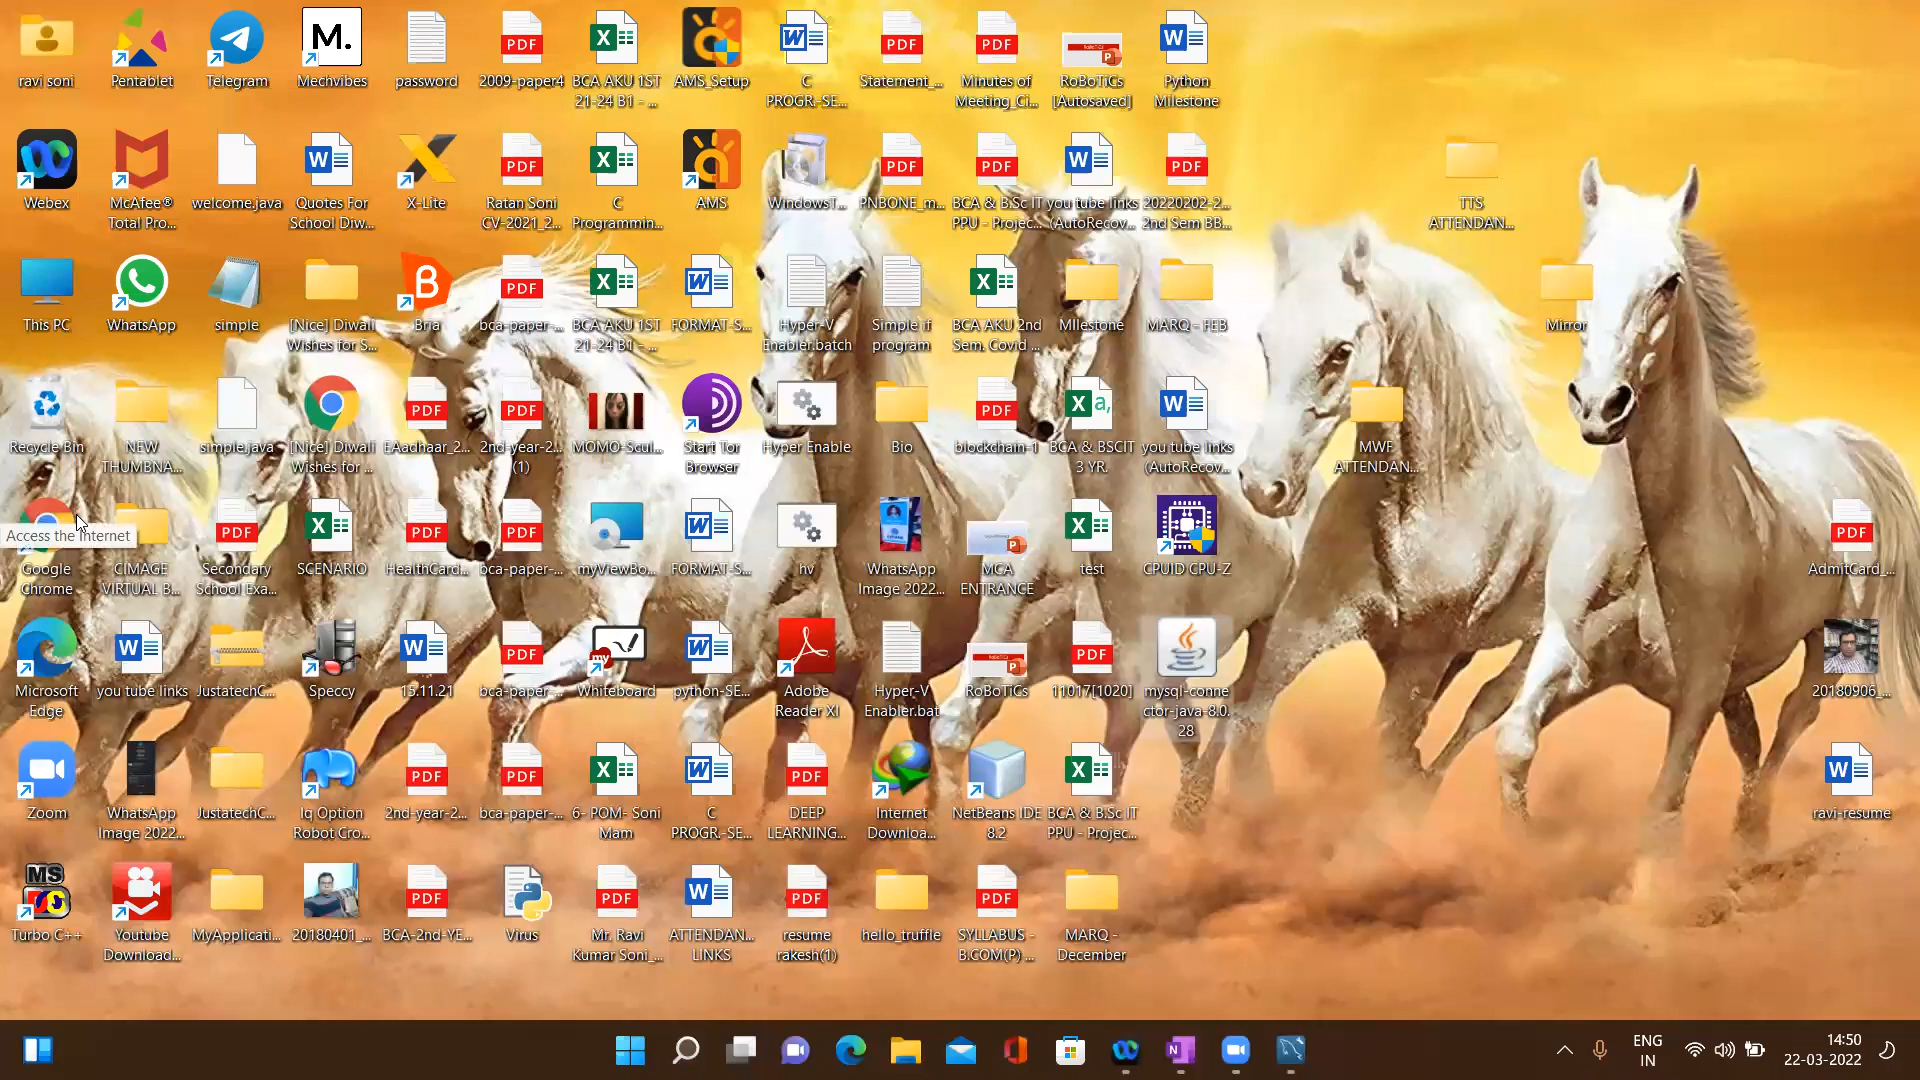 ravi soni
Pentablet
Telegram
M.
Mechvibes
password
PDF
2009-paper4
BCA AKU 1ST
21-24 B1 - ...
AMS_Setup
C
PROGR.-SE...
PDF
Statement_...
PDF
Minutes of
Meeting_Ci...
RoBoTiCs
[Autosaved]
Python
Milestone
Webex
McAfee®
Total Pro...
welcome.java
Quotes For
School Diw...
X-Lite
PDF
Ratan Soni
CV-2021_2...
C
Programmin...
AMS
WindowsT...
PDF
PNBONE_m...
PDF
BCA & B.Sc IT
PPU - Projec...
you tube links
(AutoRecov...
PDF
20220202-2...
2nd Sem BB...
TTS
ATTENDAN...
This PC
WhatsApp
simple
[Nice] Diwali
Wishes for S...
Bria
PDF
bca-paper-...
BCA AKU 1ST
21-24 B1 - ...
FORMAT-S...
Hyper-V
Enabler.batch
Simple if
program
BCA AKU 2nd
Sem. Covid ...
MIlestone
MARQ - FEB
Mirror
Recycle Bin
NEW
THUMBNA...
simple.java
[Nice] Diwali
Wishes for ...
PDF
EAadhaar_2...
PDF
2nd-year-2...
(1)
MOMO-Scul...
Start Tor
Browser
Hyper Enable
Bio
PDF
blockchain-1
BCA & BSCIT
3 YR.
you tube links
(AutoRecov...
MWF
ATTENDAN...
Access the Internet
Google
Chrome
CIMAGE
VIRTUAL B...
PDF
Secondary
School Exa...
SCENARIO
PDF
HealthCard...
PDF
bca-paper-...
myViewBo...
FORMAT-S...
hv
WhatsApp
Image 2022...
MCA
ENTRANCE
test
CPUID CPU-Z
PDF
AdmitCard_...
Microsoft
Edge
you tube links
JustatechC...
Speccy
15.11.21
PDF
bca-paper-...
my
Whiteboard
python-SE...
Adobe
Reader XI
Hyper-V
Enabler.bat
RoBoTiCs
PDF
11017[1020]
mysql-conne
ctor-java-8.0.
28
20180906_...
Zoom
WhatsApp
Image 2022...
JustatechC...
Iq Option
Robot Cro...
PDF
2nd-year-2...
PDF
bca-paper-...
6- POM- Soni
Mam
C
PROGR.-SE...
PDF
DEEP
LEARNING...
Internet
Downloa...
NetBeans IDE
8.2
BCA & B.Sc IT
PPU - Projec...
ravi-resume
MS
Turbo C++
Youtube
Download...
MyApplicati...
20180401_...
PDF
BCA-2nd-YE...
Virus
PDF
Mr. Ravi
Kumar Soni_...
ATTENDAN...
LINKS
PDF
resume
rakesh(1)
hello_truffle
PDF
SYLLABUS -
B.COM(P) ...
MARQ -
December
ENG
IN
14:50
22-03-2022